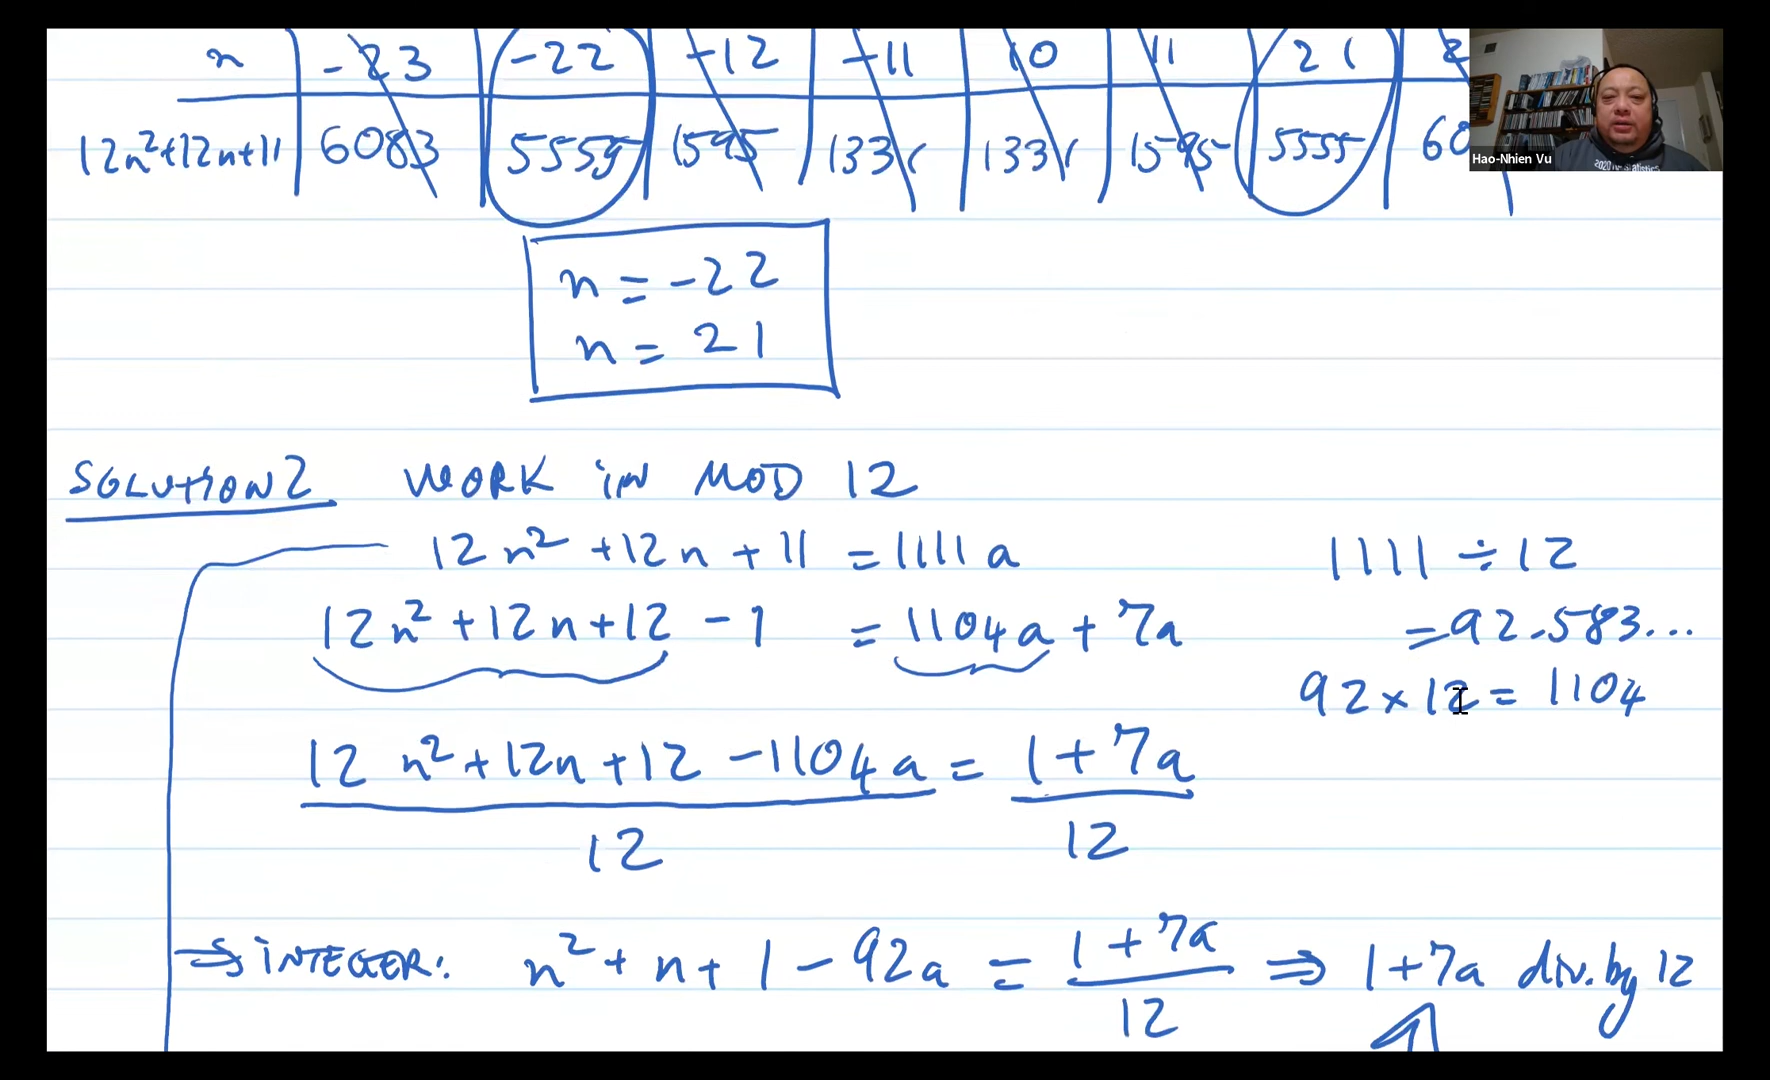 n -23 -22 -12 -11 10 11 21 2
12n²+12n+11 6083 5555 1595 1331 1331 1595 5555 60
Hao-Nhien Vu
n = -22
n = 21
SOLUTION 2. WORK IN MOD 12
12n² + 12n + 11 = 1111a
1111 ÷ 12
12n² + 12n + 12 - 1 = 1104a + 7a
= 92.583...
92 × 12 = 1104
12n² + 12n + 12 - 1104a = 1 + 7a
12 12
⇒ INTEGER: n² + n + 1 - 92a = 1 + 7a ⇒ 1 + 7a div. by 12
12